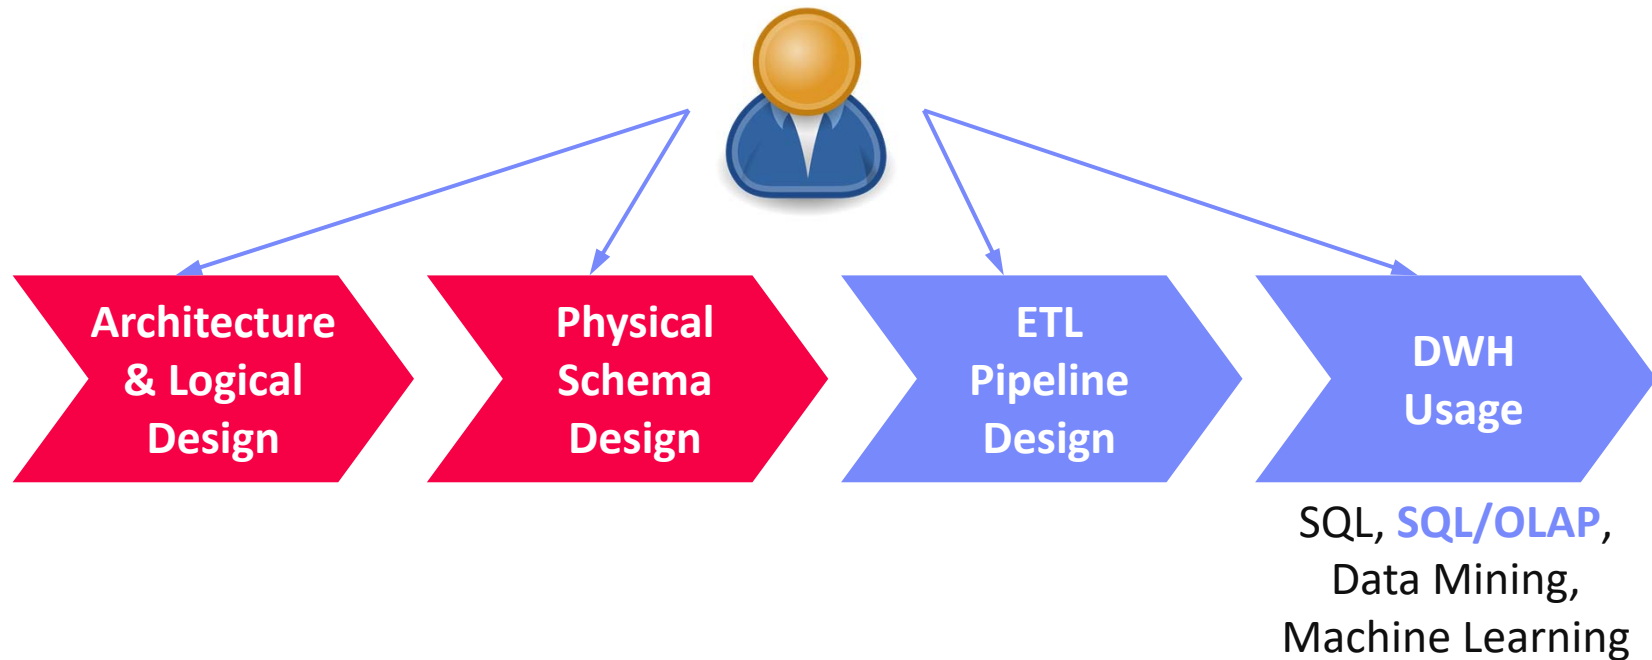 Architecture
& Logical
Design
Physical
Schema
Design
ETL
Pipeline
Design
DWH
Usage
SQL, SQL/OLAP,
Data Mining,
Machine Learning